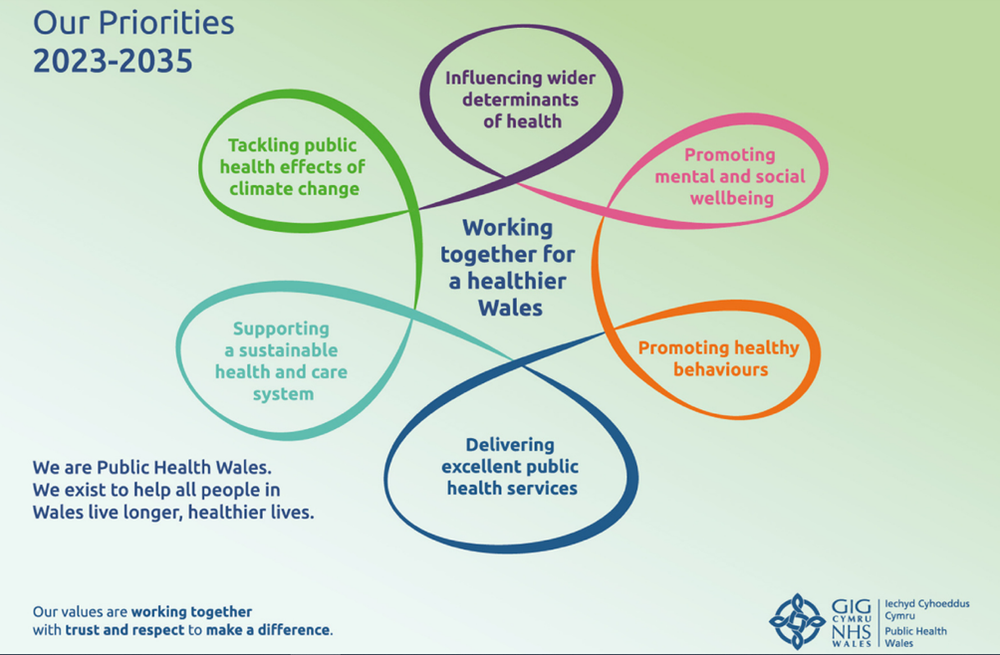 Our Priorities
2023-2035
Influencing wider
determinants
of health
Promoting
mental and social
wellbeing
Promoting healthy
behaviours
Delivering
excellent public
health services
Supporting
a sustainable
health and care
system
Tackling public
health effects of
climate change
Working
together for
a healthier
Wales
We are Public Health Wales.
We exist to help all people in
Wales live longer, healthier lives.
Our values are working together
with trust and respect to make a difference.
GIG
CYMRU
NHS
WALES
Iechyd Cyhoeddus
Cymru
Public Health
Wales